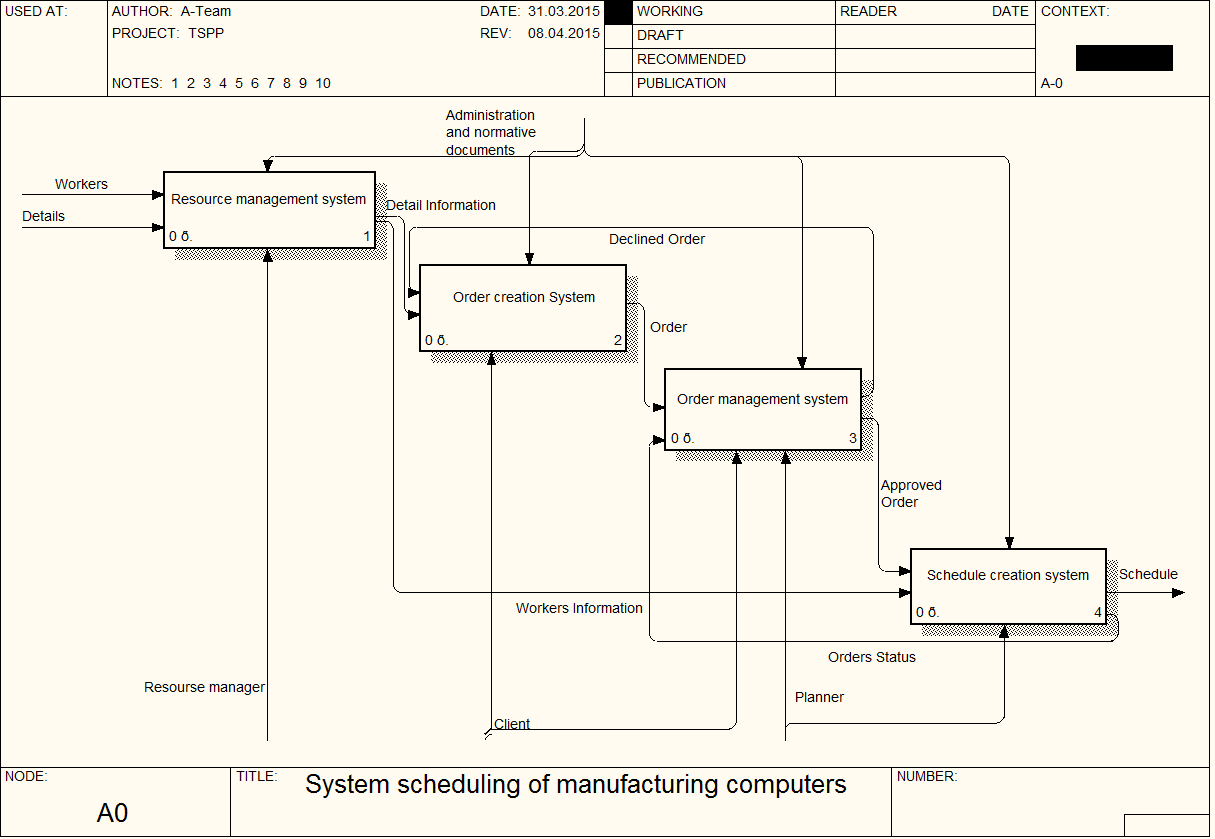 USED AT:
AUTHOR: A-Team
DATE: 31.03.2015
PROJECT: TSPP
REV: 08.04.2015
NOTES: 1 2 3 4 5 6 7 8 9 10
WORKING
DRAFT
RECOMMENDED
PUBLICATION
READER DATE
CONTEXT:
A-0
Administration
and normative
documents
Workers
Details
Resource management system
0 ð. 1
Detail Information
Declined Order
Order creation System
0 ð. 2
Order
Order management system
0 ð. 3
Approved
Order
Schedule creation system
0 ð. 4
Schedule
Workers Information
Orders Status
Resourse manager
Client
Planner
NODE:
A0
TITLE:
System scheduling of manufacturing computers
NUMBER: